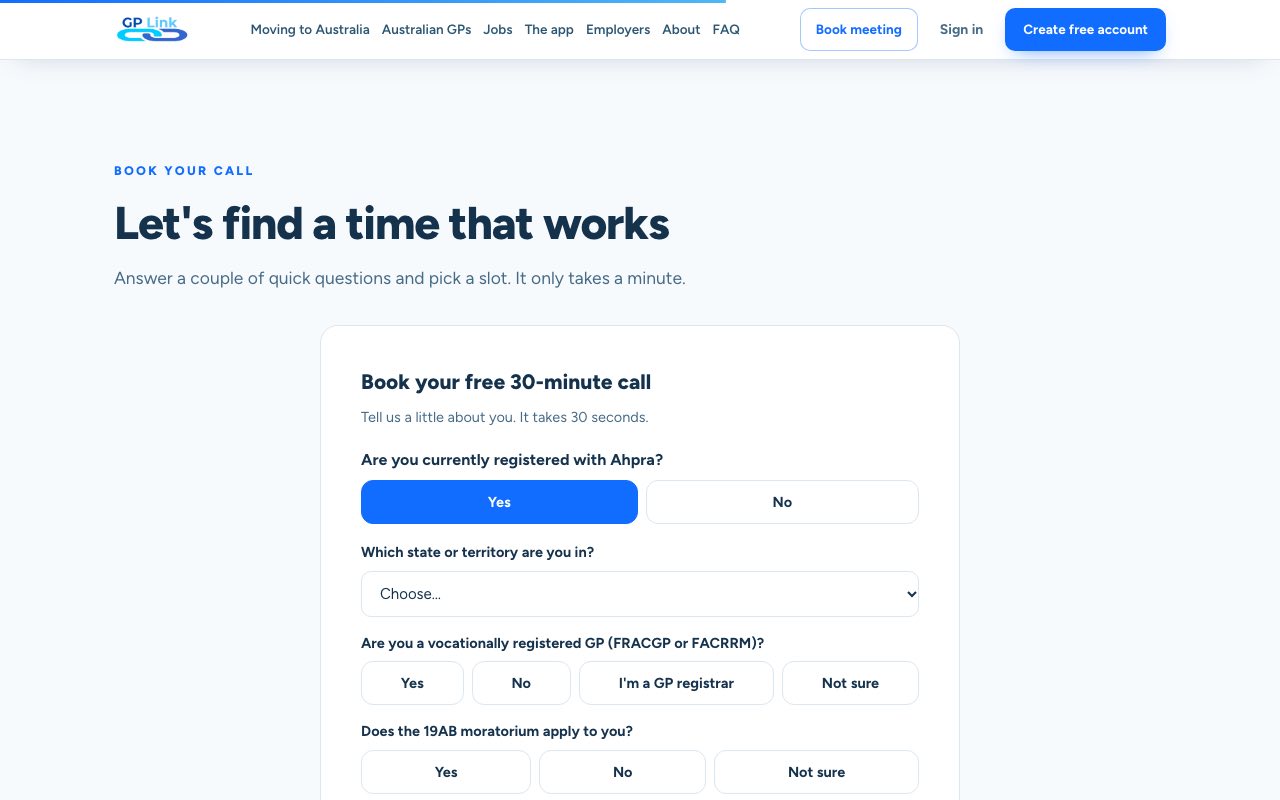 GP Link
Moving to Australia Australian GPs Jobs The app Employers About FAQ Book meeting Sign in Create free account
BOOK YOUR CALL
Let's find a time that works
Answer a couple of quick questions and pick a slot. It only takes a minute.
Book your free 30-minute call
Tell us a little about you. It takes 30 seconds.
Are you currently registered with Ahpra?
Yes No
Which state or territory are you in?
Choose...
Are you a vocationally registered GP (FRACGP or FACRRM)?
Yes No I'm a GP registrar Not sure
Does the 19AB moratorium apply to you?
Yes No Not sure